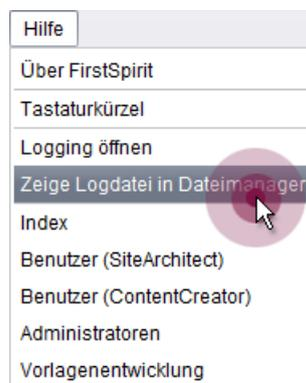 Hilfe
Über FirstSpirit
Tastaturkürzel
Logging öffnen
Zeige Logdatei in Dateimanager
Index
Benutzer (SiteArchitect)
Benutzer (ContentCreator)
Administratoren
Vorlagenentwicklung